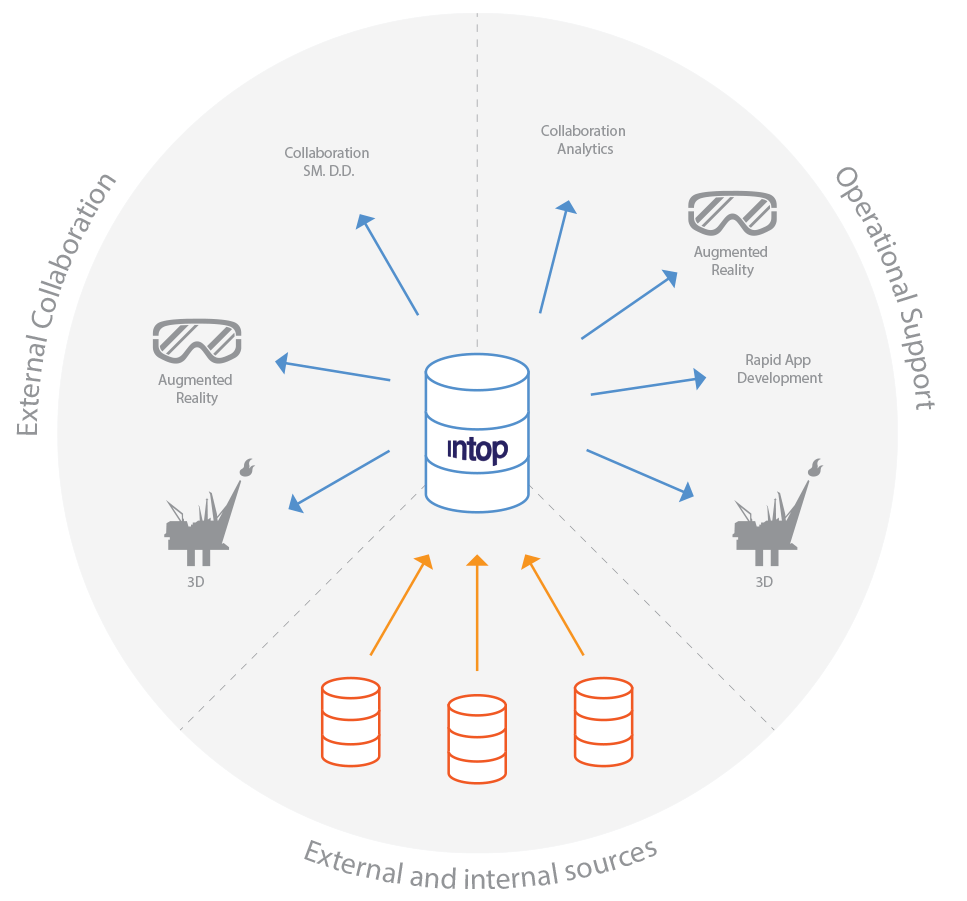 Collaboration
Analytics
Collaboration
SM. D.D.
Operational Support
External Collaboration
Augmented
Reality
Rapid App
Development
Augmented
Reality
intop
3D
3D
External and internal sources